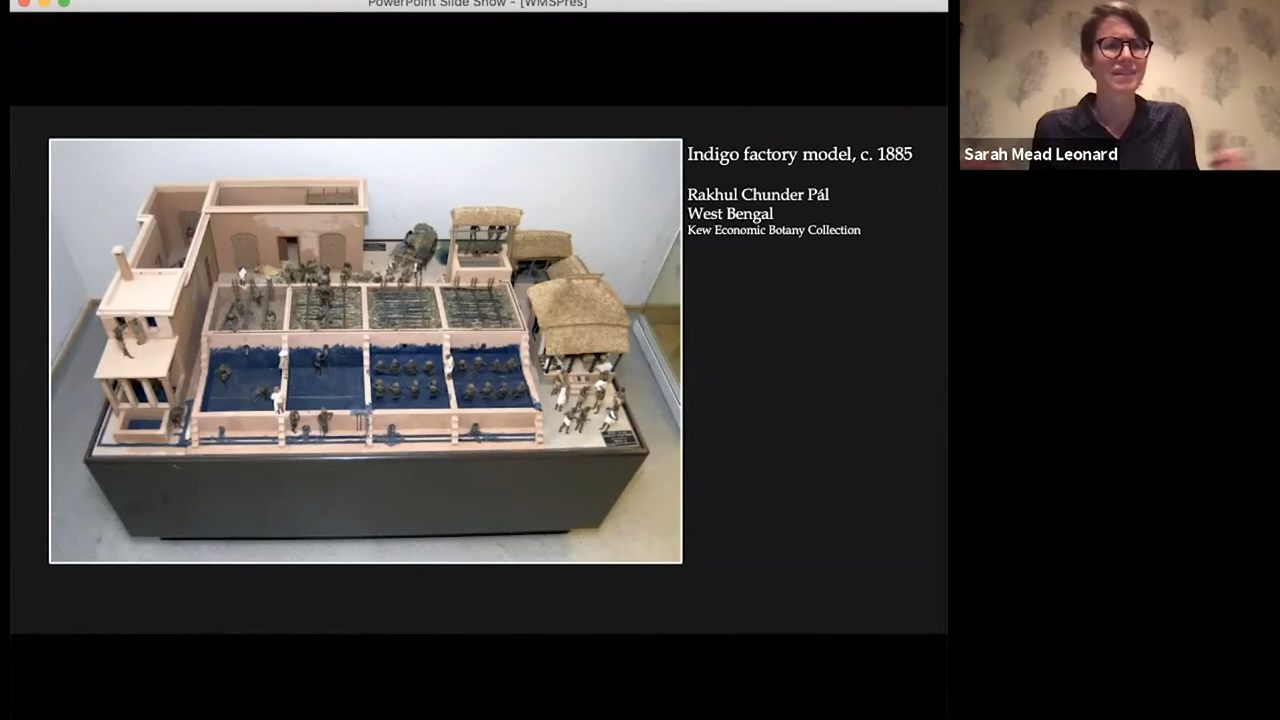 PowerPoint Slide Show - [WMSPres]
Indigo factory model, c. 1885
Rakhul Chunder Pál
West Bengal
Kew Economic Botany Collection
Sarah Mead Leonard